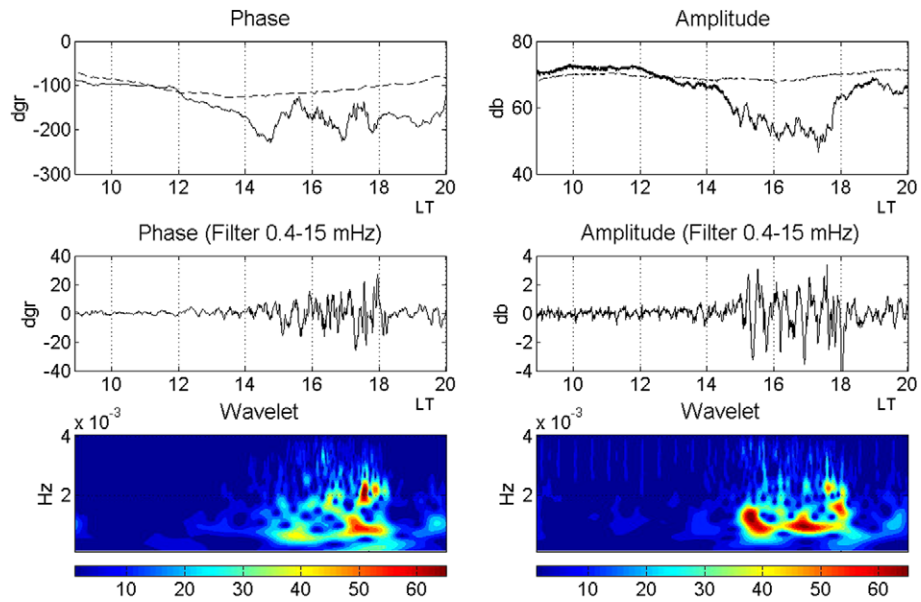 Phase
0
-100
-200
-300
dgr
10 12 14 16 18 20
LT
Amplitude
80
60
40
db
10 12 14 16 18 20
LT
Phase (Filter 0.4-15 mHz)
40
20
0
-20
-40
dgr
10 12 14 16 18 20
LT
Amplitude (Filter 0.4-15 mHz)
4
2
0
-2
-4
db
10 12 14 16 18 20
LT
Wavelet
x 10⁻³
4
2
Hz
10 20 30 40 50 60
Wavelet
x 10⁻³
4
2
Hz
10 20 30 40 50 60